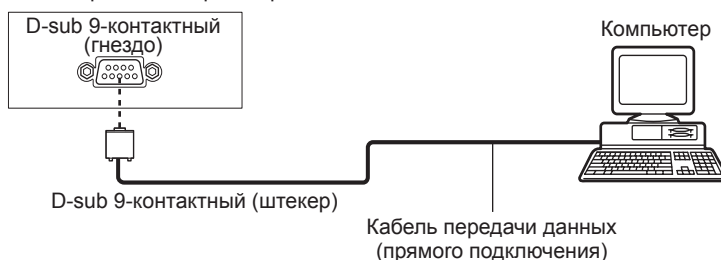 D-sub 9-контактный
(гнездо)
Компьютер
D-sub 9-контактный (штекер)
Кабель передачи данных
(прямого подключения)